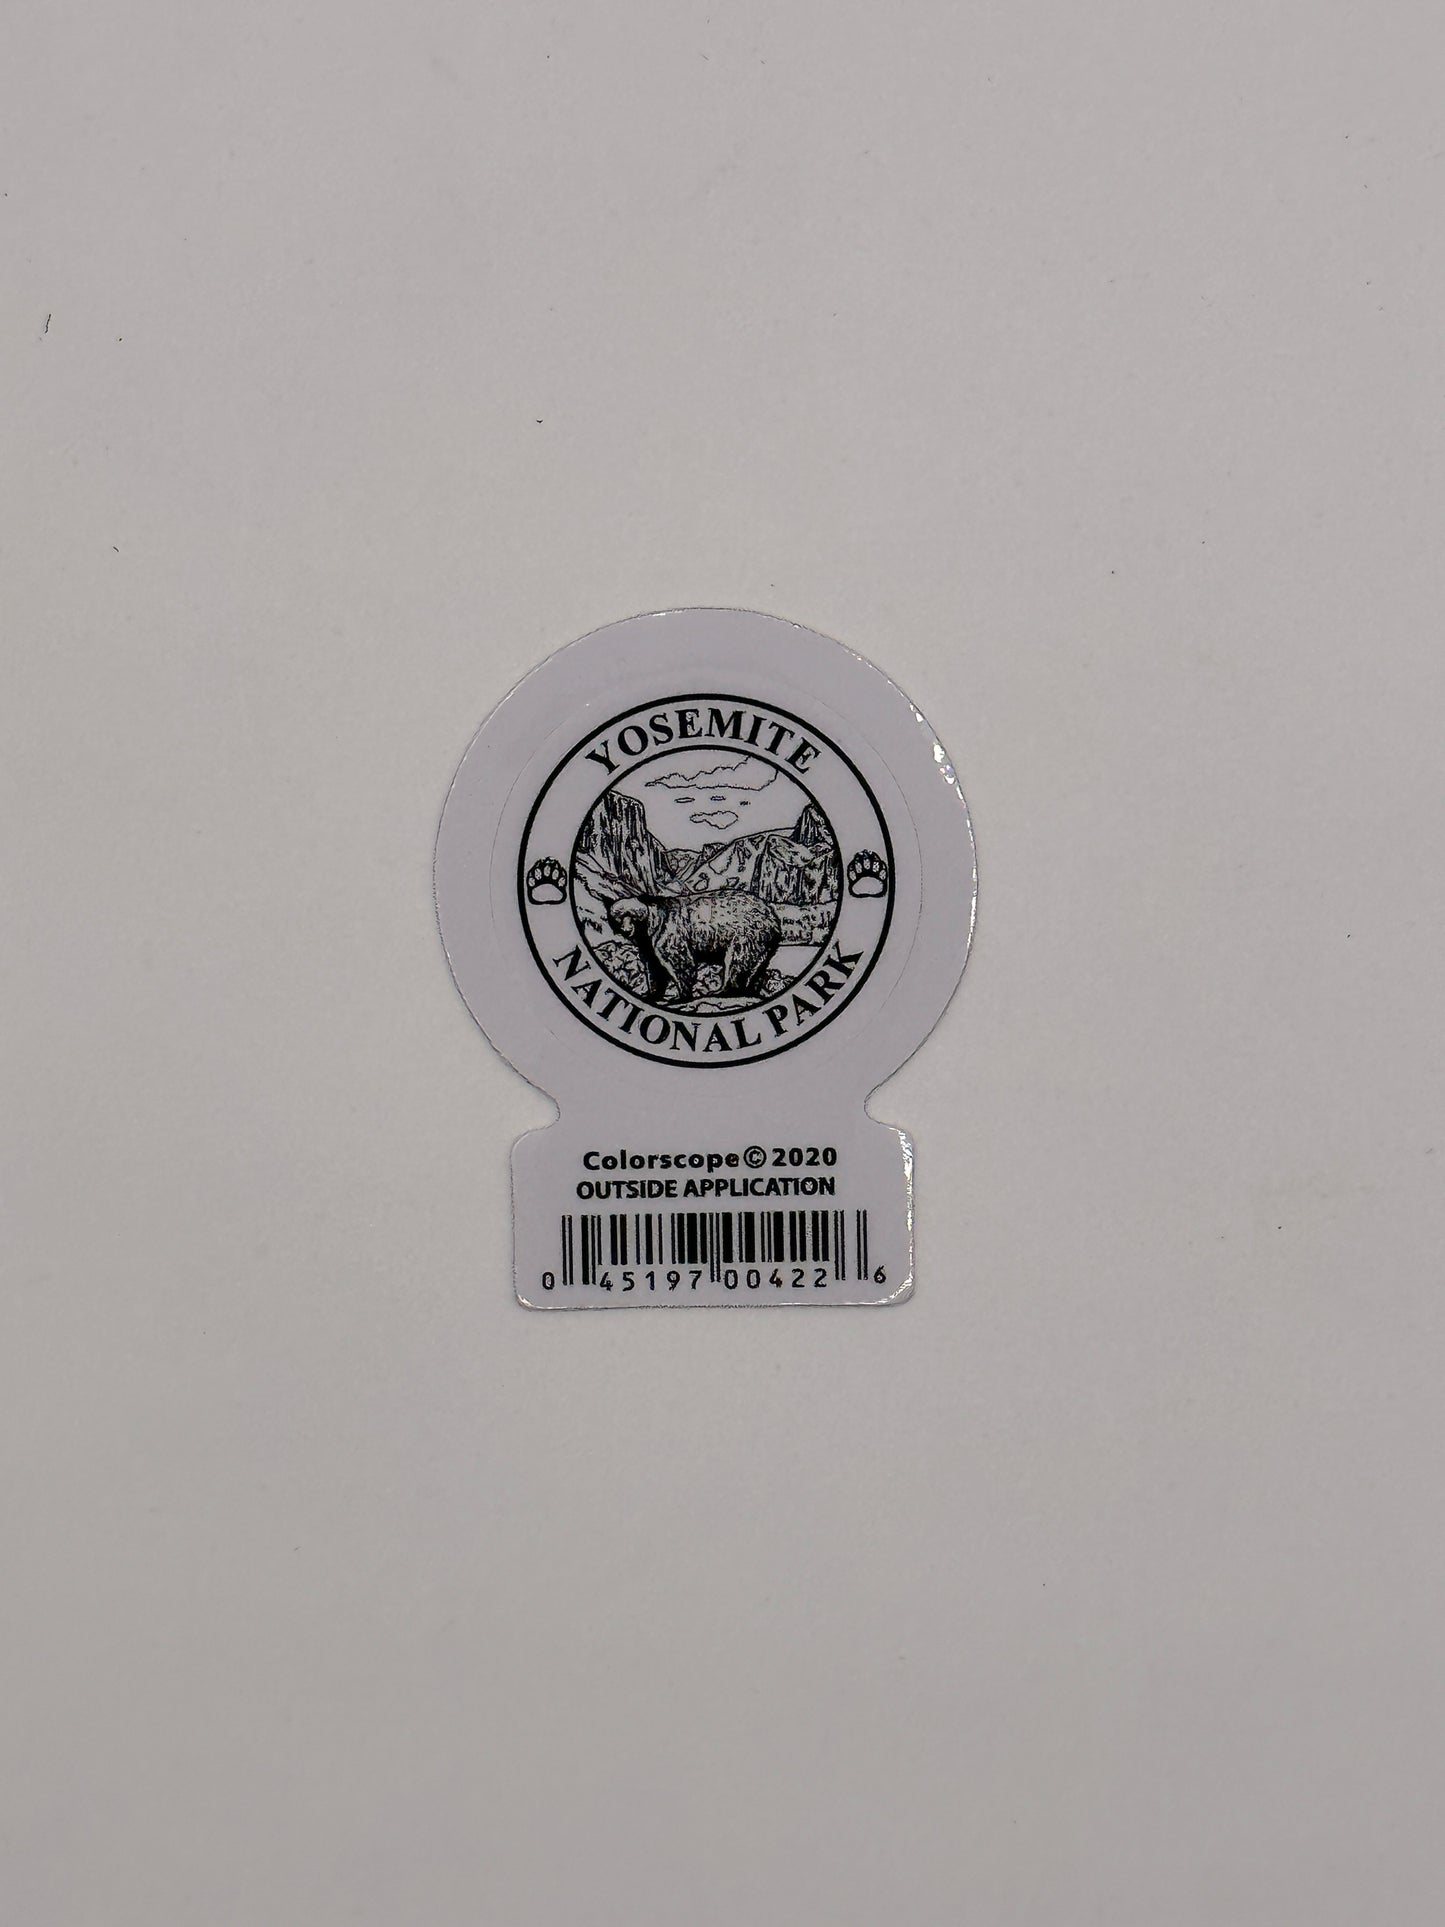 YOSEMITE
NATIONAL PARK
Colorscope©2020
OUTSIDE APPLICATION
0 45197 00422 6